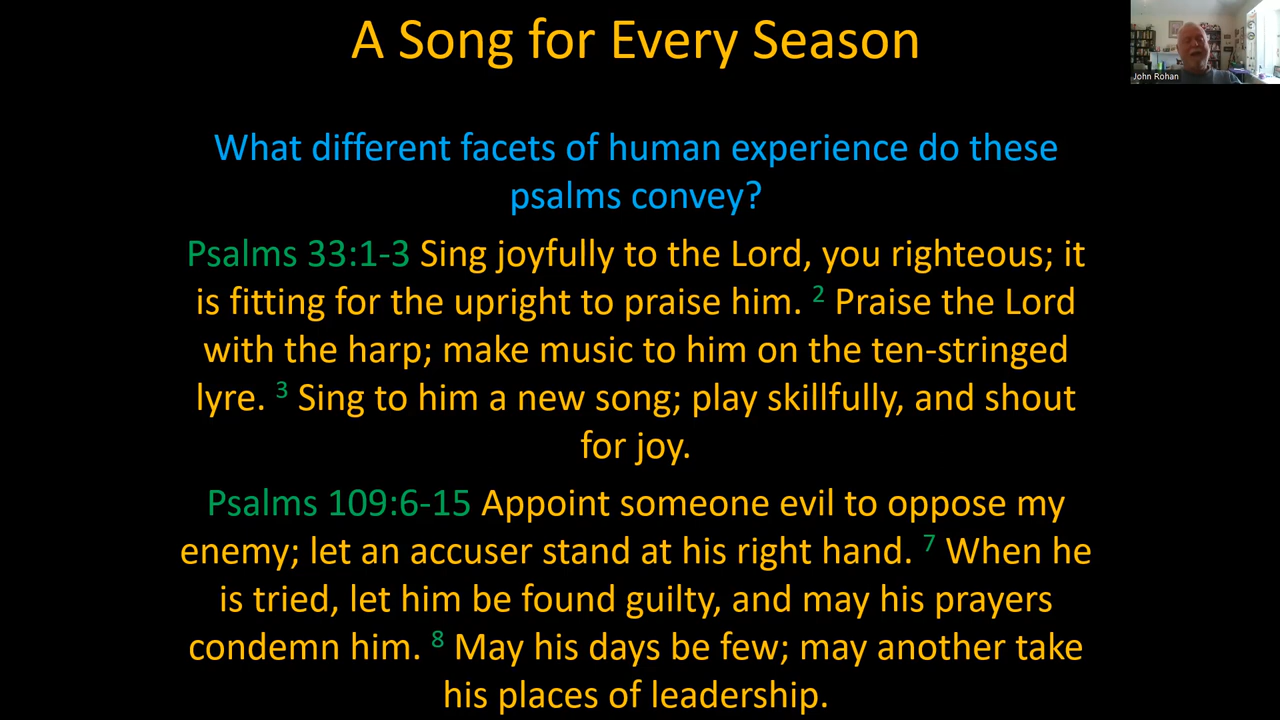 A Song for Every Season
John Rohan
What different facets of human experience do these
psalms convey?
Psalms 33:1-3 Sing joyfully to the Lord, you righteous; it
is fitting for the upright to praise him. 2 Praise the Lord
with the harp; make music to him on the ten-stringed
lyre. 3 Sing to him a new song; play skillfully, and shout
for joy.
Psalms 109:6-15 Appoint someone evil to oppose my
enemy; let an accuser stand at his right hand. 7 When he
is tried, let him be found guilty, and may his prayers
condemn him. 8 May his days be few; may another take
his places of leadership.